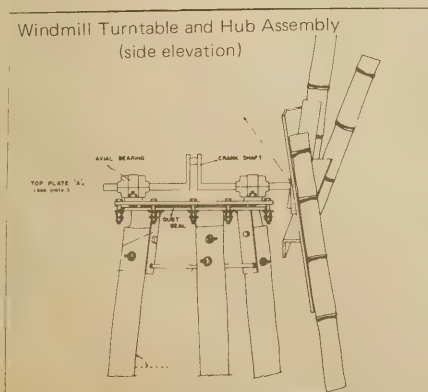 Windmill Turntable and Hub Assembly
(side elevation)
AXIAL BEARING
CRANK SHAFT
TOP PLATE 'A'
DUST
SEAL